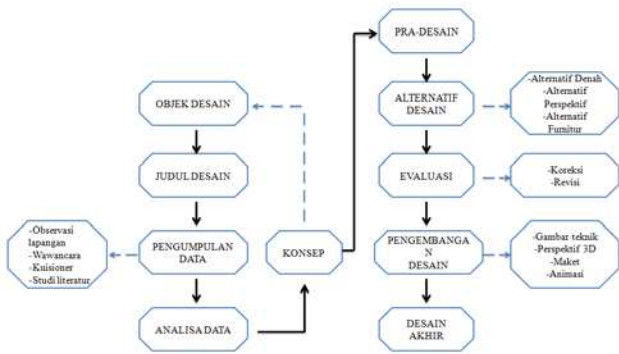 OBJEK DESAIN
JUDUL DESAIN
PENGUMPULAN
DATA
-Observasi
lapangan
-Wawancara
-Kuisioner
-Studi literatur
ANALISA DATA
KONSEP
PRA-DESAIN
ALTERNATIF
DESAIN
-Alternatif Denah
-Alternatif
Perspektif
-Alternatif
Furnitur
EVALUASI
-Koreksi
-Revisi
PENGEMBANGA
N
DESAIN
-Gambar teknik
-Perspektif 3D
-Maket
-Animasi
DESAIN
AKHIR